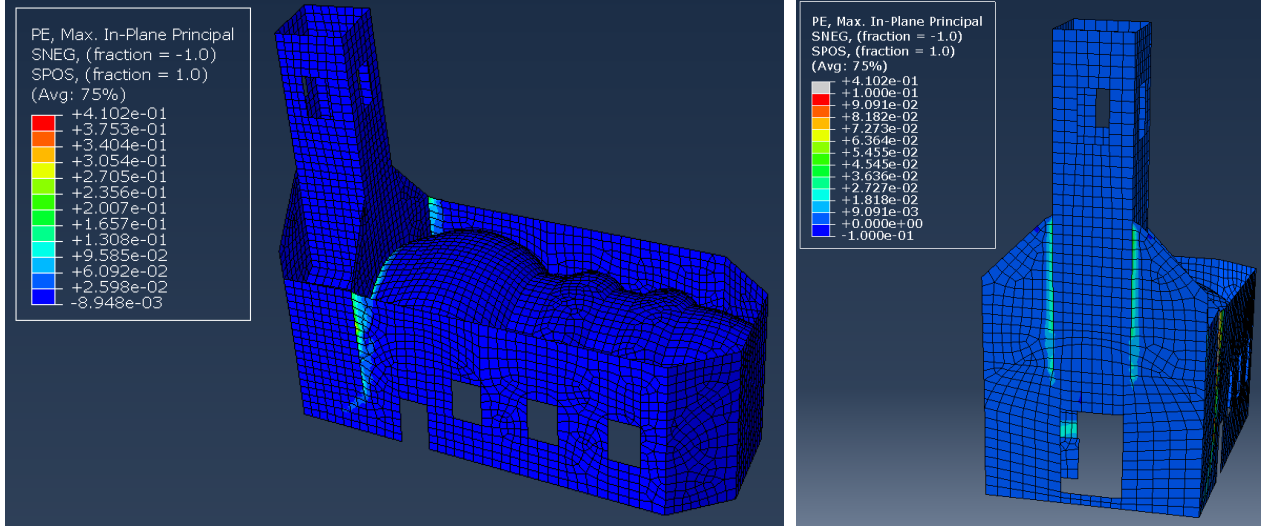 PE, Max. In-Plane Principal
SNEG, (fraction = -1.0)
SPOS, (fraction = 1.0)
(Avg: 75%)
+4.102e-01
+3.753e-01
+3.404e-01
+3.054e-01
+2.705e-01
+2.356e-01
+2.007e-01
+1.657e-01
+1.308e-01
+9.585e-02
+6.092e-02
+2.598e-02
-8.948e-03
PE, Max. In-Plane Principal
SNEG, (fraction = -1.0)
SPOS, (fraction = 1.0)
(Avg: 75%)
+4.102e-01
+1.000e-01
+9.091e-02
+8.182e-02
+7.273e-02
+6.364e-02
+5.455e-02
+4.545e-02
+3.636e-02
+2.727e-02
+1.818e-02
+9.091e-03
+0.000e+00
-1.000e-01